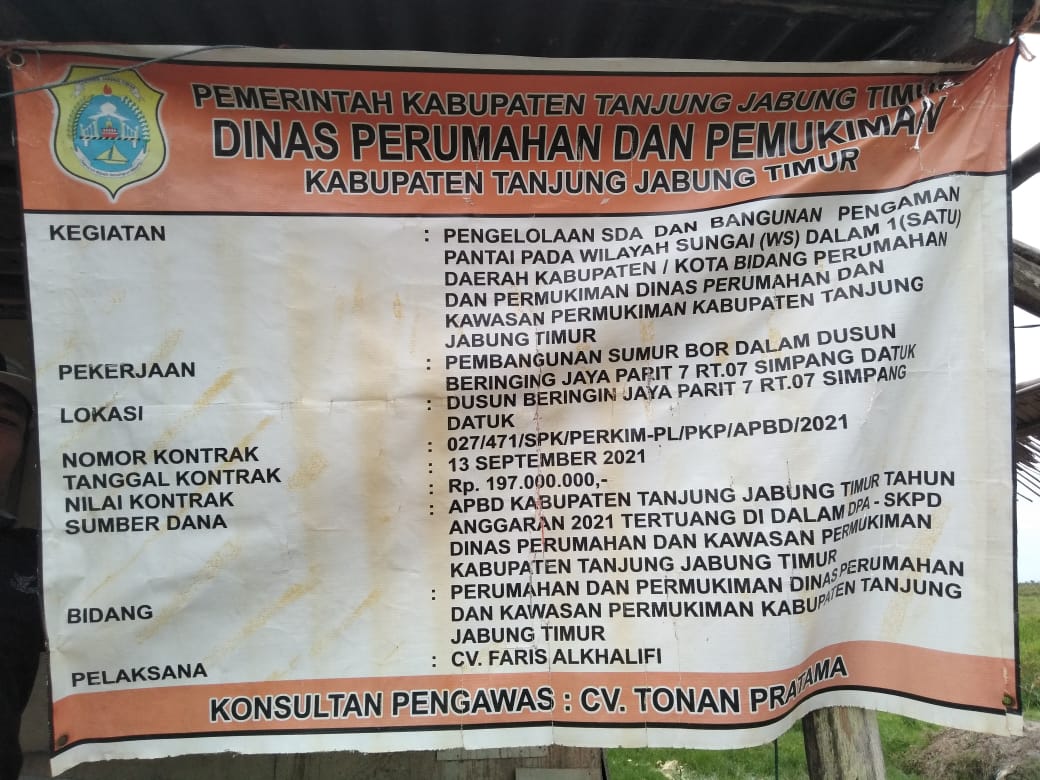 PEMERINTAH KABUPATEN TANJUNG JABUNG TIMUR
DINAS PERUMAHAN DAN PEMUKIMAN
KABUPATEN TANJUNG JABUNG TIMUR
KEGIATAN : PENGELOLAAN SDA DAN BANGUNAN PENGAMAN
PANTAI PADA WILAYAH SUNGAI (WS) DALAM 1(SATU)
DAERAH KABUPATEN / KOTA BIDANG PERUMAHAN
DAN PERMUKIMAN DINAS PERUMAHAN DAN
KAWASAN PERMUKIMAN KABUPATEN TANJUNG
JABUNG TIMUR
PEKERJAAN : PEMBANGUNAN SUMUR BOR DALAM DUSUN
BERINGING JAYA PARIT 7 RT.07 SIMPANG DATUK
LOKASI : DUSUN BERINGIN JAYA PARIT 7 RT.07 SIMPANG
DATUK
NOMOR KONTRAK : 027/471/SPK/PERKIM-PL/PKP/APBD/2021
TANGGAL KONTRAK : 13 SEPTEMBER 2021
NILAI KONTRAK : Rp. 197.000.000,-
SUMBER DANA : APBD KABUPATEN TANJUNG JABUNG TIMUR TAHUN
ANGGARAN 2021 TERTUANG DI DALAM DPA - SKPD
DINAS PERUMAHAN DAN KAWASAN PERMUKIMAN
KABUPATEN TANJUNG JABUNG TIMUR
BIDANG : PERUMAHAN DAN PERMUKIMAN DINAS PERUMAHAN
DAN KAWASAN PERMUKIMAN KABUPATEN TANJUNG
JABUNG TIMUR
PELAKSANA : CV. FARIS ALKHALIFI
KONSULTAN PENGAWAS : CV. TONAN PRATAMA